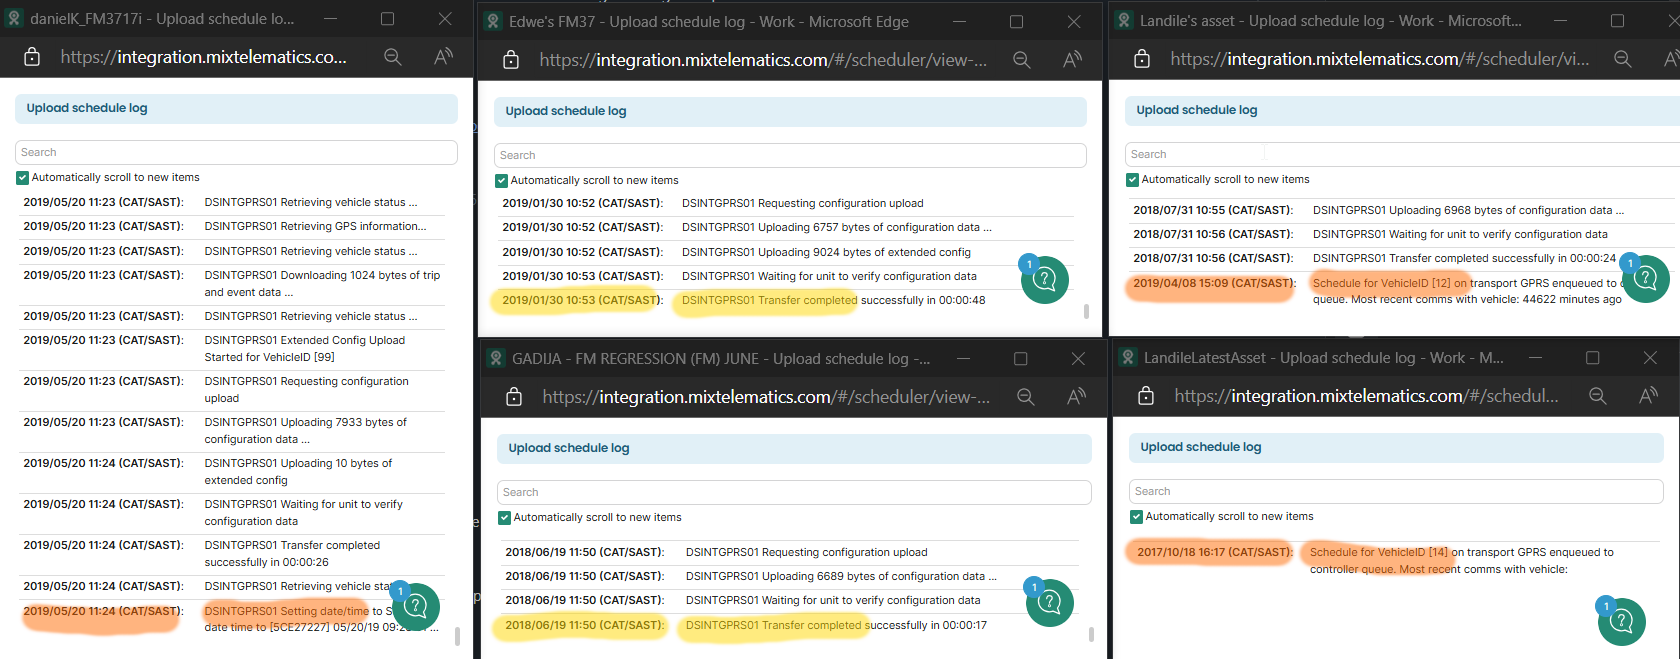 danielK_FM3717i - Upload schedule lo...
https://integration.mixtelematics.co...
Upload schedule log
Search
Automatically scroll to new items
2019/05/20 11:23 (CAT/SAST): DSINTGPRS01 Retrieving vehicle status ...
2019/05/20 11:23 (CAT/SAST): DSINTGPRS01 Retrieving GPS information...
2019/05/20 11:23 (CAT/SAST): DSINTGPRS01 Retrieving vehicle status ...
2019/05/20 11:23 (CAT/SAST): DSINTGPRS01 Downloading 1024 bytes of trip
and event data ...
2019/05/20 11:23 (CAT/SAST): DSINTGPRS01 Retrieving vehicle status ...
2019/05/20 11:23 (CAT/SAST): DSINTGPRS01 Extended Config Upload
Started for VehicleID [99]
2019/05/20 11:23 (CAT/SAST): DSINTGPRS01 Requesting configuration
upload
2019/05/20 11:23 (CAT/SAST): DSINTGPRS01 Uploading 7933 bytes of
configuration data ...
2019/05/20 11:24 (CAT/SAST): DSINTGPRS01 Uploading 10 bytes of
extended config
2019/05/20 11:24 (CAT/SAST): DSINTGPRS01 Waiting for unit to verify
configuration data
2019/05/20 11:24 (CAT/SAST): DSINTGPRS01 Transfer completed
successfully in 00:00:26
2019/05/20 11:24 (CAT/SAST): DSINTGPRS01 Retrieving vehicle
2019/05/20 11:24 (CAT/SAST): DSINTGPRS01 Setting date/time to
date time to [5CE27227] 05/20/19 ...
1
Edwe's FM37 - Upload schedule log - Work - Microsoft Edge
https://integration.mixtelematics.com/#/scheduler/view-...
Upload schedule log
Search
Automatically scroll to new items
2019/01/30 10:52 (CAT/SAST): DSINTGPRS01 Requesting configuration upload
2019/01/30 10:52 (CAT/SAST): DSINTGPRS01 Uploading 6757 bytes of configuration data ...
2019/01/30 10:52 (CAT/SAST): DSINTGPRS01 Uploading 9024 bytes of extended config
2019/01/30 10:53 (CAT/SAST): DSINTGPRS01 Waiting for unit to verify configuration data
2019/01/30 10:53 (CAT/SAST): DSINTGPRS01 Transfer completed successfully in 00:00:48
1
Landile's asset - Upload schedule log - Work - Microsoft...
https://integration.mixtelematics.com/#/scheduler/vi...
Upload schedule log
Search
Automatically scroll to new items
2018/07/31 10:55 (CAT/SAST): DSINTGPRS01 Uploading 6968 bytes of configuration data ...
2018/07/31 10:56 (CAT/SAST): DSINTGPRS01 Waiting for unit to verify configuration data
2018/07/31 10:56 (CAT/SAST): DSINTGPRS01 Transfer completed successfully in 00:00:24
2019/04/08 15:09 (CAT/SAST): Schedule for VehicleID [12] on transport GPRS enqueued to
queue. Most recent comms with vehicle: 44622 minutes ago
1
GADIJA - FM REGRESSION (FM) JUNE - Upload schedule log -...
https://integration.mixtelematics.com/#/scheduler/view-...
Upload schedule log
Search
Automatically scroll to new items
2018/06/19 11:50 (CAT/SAST): DSINTGPRS01 Requesting configuration upload
2018/06/19 11:50 (CAT/SAST): DSINTGPRS01 Uploading 6689 bytes of configuration data ...
2018/06/19 11:50 (CAT/SAST): DSINTGPRS01 Waiting for unit to verify configuration data
2018/06/19 11:50 (CAT/SAST): DSINTGPRS01 Transfer completed successfully in 00:00:17
1
LandileLatestAsset - Upload schedule log - Work - M...
https://integration.mixtelematics.com/#/schedul...
Upload schedule log
Search
Automatically scroll to new items
2017/10/18 16:17 (CAT/SAST): Schedule for VehicleID [14] on transport GPRS enqueued to
controller queue. Most recent comms with vehicle:
1